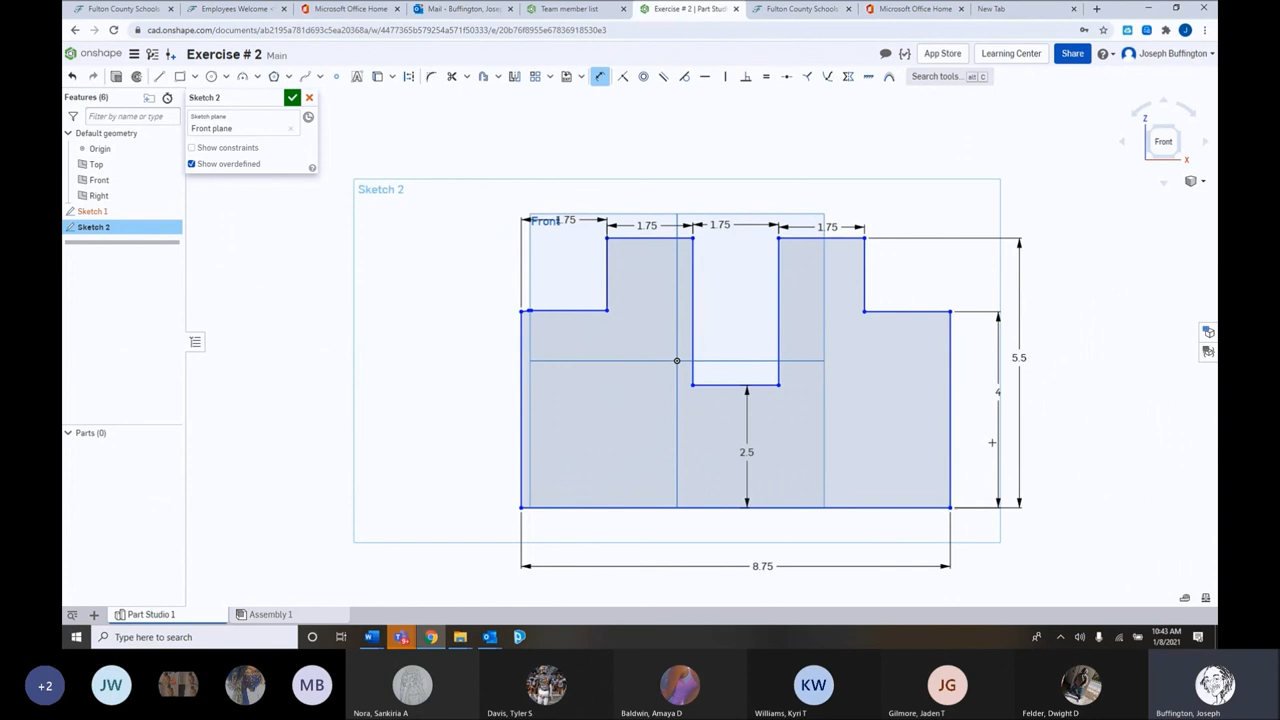 Fulton County Schools
Employees Welcome
Microsoft Office Home
Mail - Buffington, Joseph
Team member list
Exercise # 2 | Part Studi
Fulton County Schools
Microsoft Office Home
New Tab
cad.onshape.com/documents/ab2195a781d693c5ea20da36/w/4477365b579254a571f50333/e/20b76f8955e67836918530e3
onshape
Exercise # 2 Main
App Store
Learning Center
Share
Joseph Buffington
Search tools...
alt C
Features (6)
Filter by name or type
Default geometry
Origin
Top
Front
Right
Sketch 1
Sketch 2
Parts (0)
Sketch 2
Sketch plane
Front plane
Show constraints
Show overdefined
Z
Front
X
Sketch 2
Front
1.75
1.75
1.75
1.75
5.5
4
2.5
8.75
Part Studio 1
Assembly 1
Type here to search
10:43 AM
1/8/2021
+2
JW
MB
KW
JG
Nora, Sankiria A
Davis, Tyler S
Baldwin, Amaya D
Williams, Kyri T
Gilmore, Jaden T
Felder, Dwight D
Buffington, Joseph